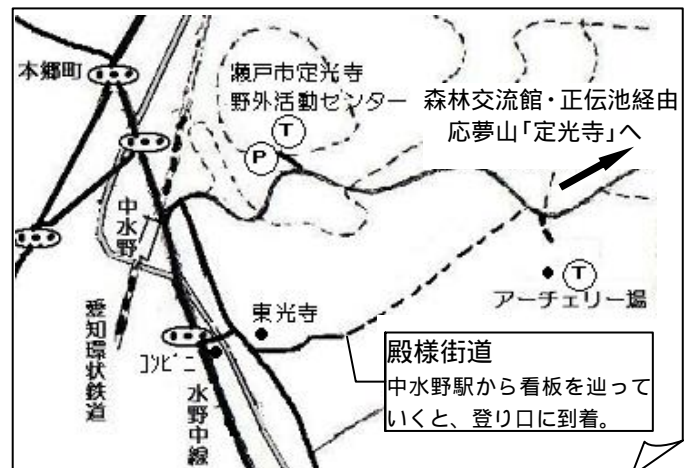 本郷町
瀬戸市定光寺
野外活動センター
森林交流館・正伝池経由
応夢山「定光寺」へ
T
P
中水野
T
アーチェリー場
愛知環状鉄道
東光寺
コンビニ
水野中線
殿様街道
中水野駅から看板を辿って
いくと、登り口に到着。